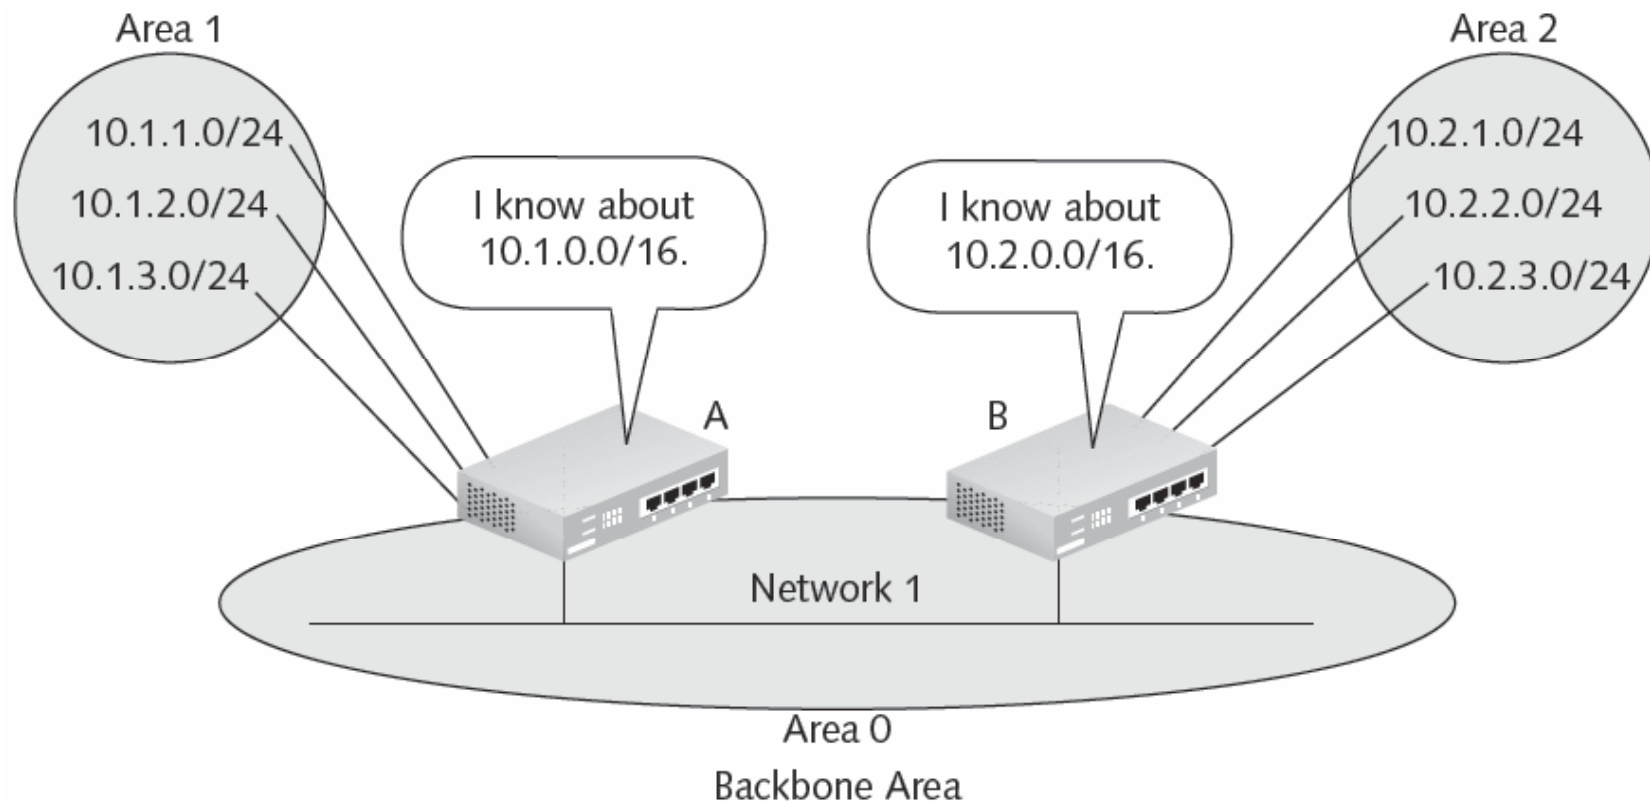 Area 1
Area 2
10.1.1.0/24
10.1.2.0/24
10.1.3.0/24
I know about
10.1.0.0/16.
I know about
10.2.0.0/16.
10.2.1.0/24
10.2.2.0/24
10.2.3.0/24
A
B
Network 1
Area 0
Backbone Area